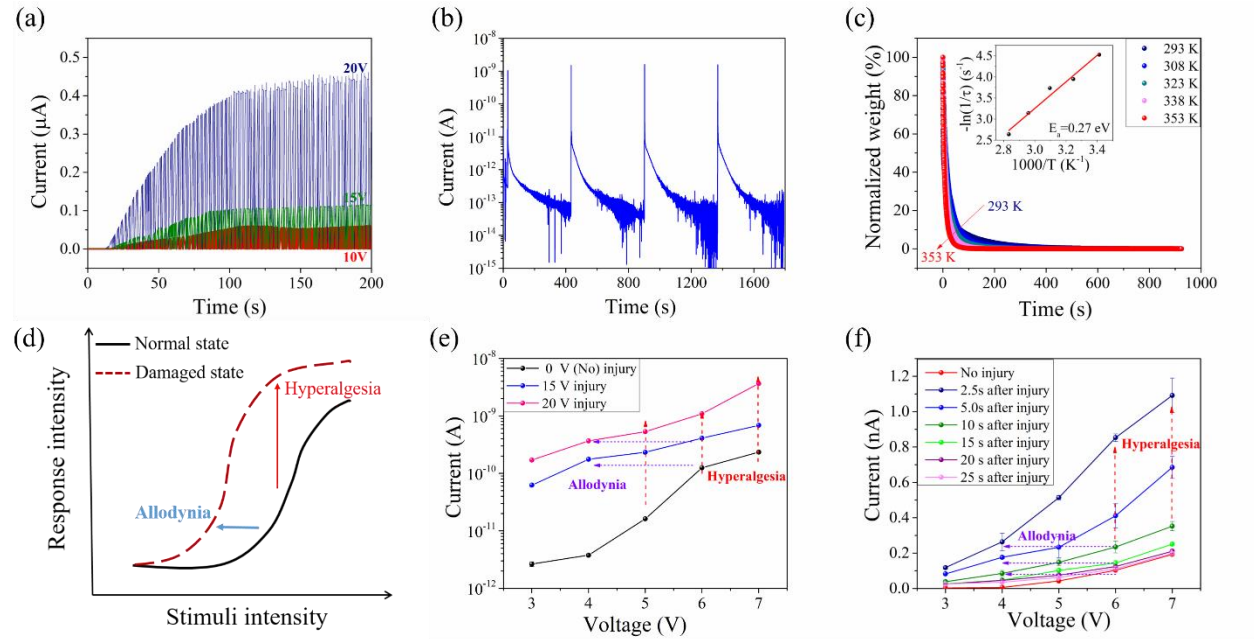 (a)
0.5
0.4
0.3
0.2
0.1
0.0
Current (μA)
20V
15V
10V
0 25 50 75 100 125 150 175 200
Time (s)
(b)
10⁻⁸
10⁻⁹
10⁻¹⁰
10⁻¹¹
10⁻¹²
10⁻¹³
10⁻¹⁴
10⁻¹⁵
Current (A)
0 400 800 1200 1600
Time (s)
(c)
100
80
60
40
20
0
Normalized weight (%)
4.5
4.0
3.5
3.0
2.5
-ln(1/τ) (s⁻¹)
Eₐ=0.27 eV
2.8 3.0 3.2 3.4
1000/T (K⁻¹)
293 K
308 K
323 K
338 K
353 K
293 K
353 K
0 200 400 600 800 1000
Time (s)
(d)
Normal state
Damaged state
Hyperalgesia
Allodynia
Response intensity
Stimuli intensity
(e)
10⁻⁸
10⁻⁹
10⁻¹⁰
10⁻¹¹
10⁻¹²
Current (A)
0 V (No) injury
15 V injury
20 V injury
Allodynia
Hyperalgesia
3 4 5 6 7
Voltage (V)
(f)
1.2
1.0
0.8
0.6
0.4
0.2
0.0
Current (nA)
No injury
2.5s after injury
5.0s after injury
10 s after injury
15 s after injury
20 s after injury
25 s after injury
Hyperalgesia
Allodynia
3 4 5 6 7
Voltage (V)